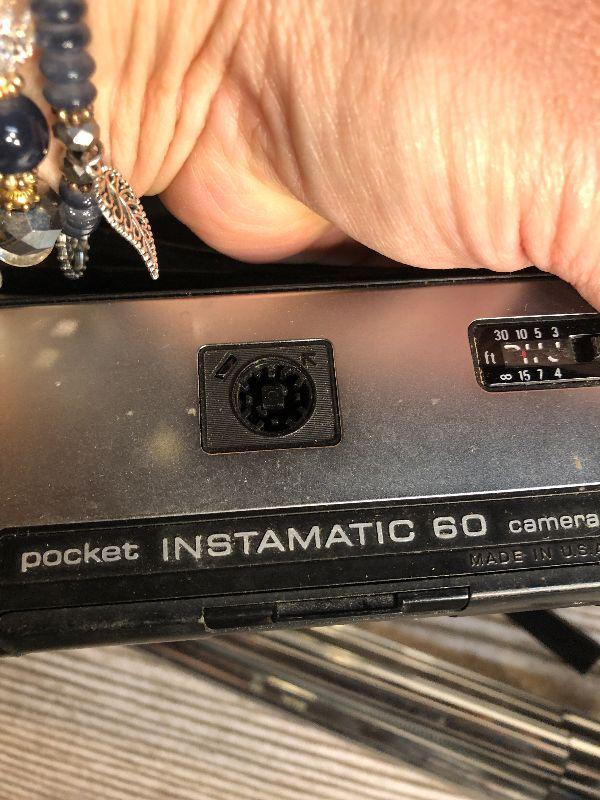 30 10 5 3
ft
∞ 15 7 4
pocket INSTAMATIC 60 camera
MADE IN U.S.A